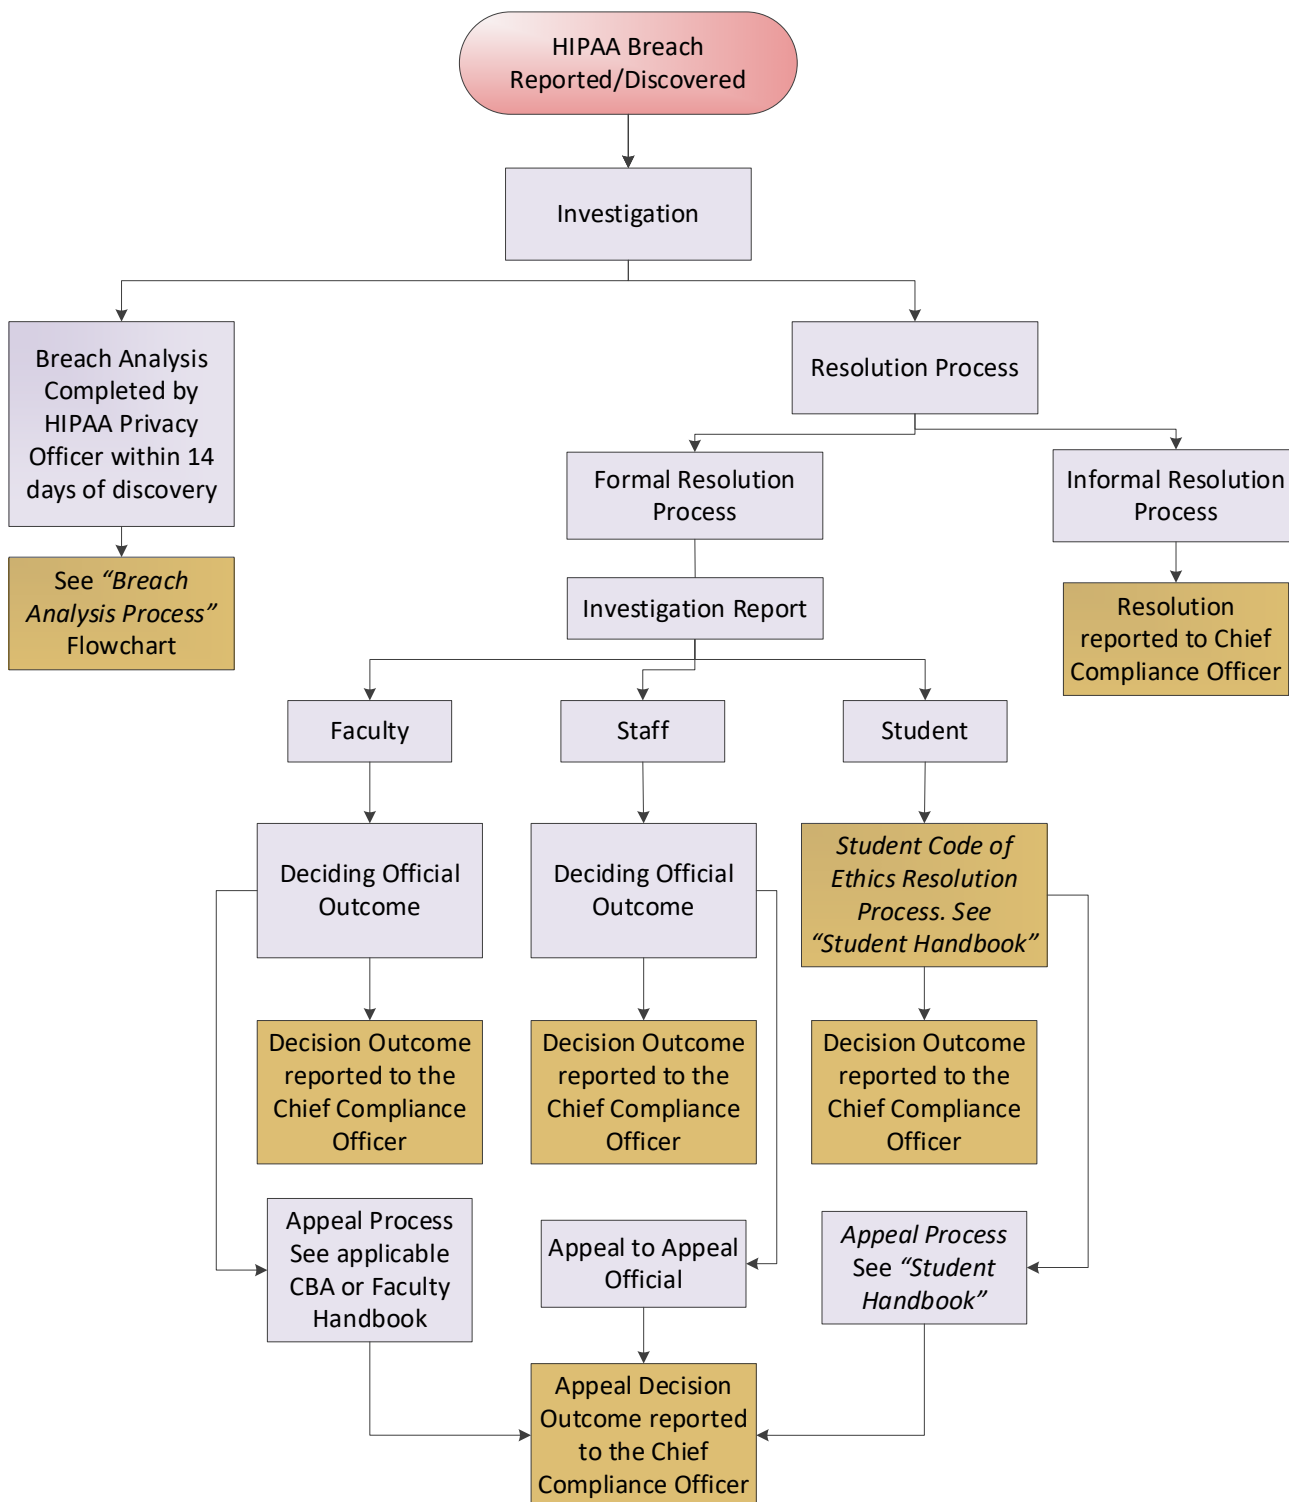 HIPAA Breach
Reported/Discovered
Investigation
Breach Analysis
Completed by
HIPAA Privacy
Officer within 14
days of discovery
See “Breach
Analysis Process”
Flowchart
Resolution Process
Formal Resolution
Process
Informal Resolution
Process
Investigation Report
Resolution
reported to Chief
Compliance Officer
Faculty
Staff
Student
Deciding Official
Outcome
Deciding Official
Outcome
Student Code of
Ethics Resolution
Process. See
“Student Handbook”
Decision Outcome
reported to the
Chief Compliance
Officer
Decision Outcome
reported to the
Chief Compliance
Officer
Decision Outcome
reported to the
Chief Compliance
Officer
Appeal Process
See applicable
CBA or Faculty
Handbook
Appeal to Appeal
Official
Appeal Process
See “Student
Handbook”
Appeal Decision
Outcome reported
to the Chief
Compliance Officer